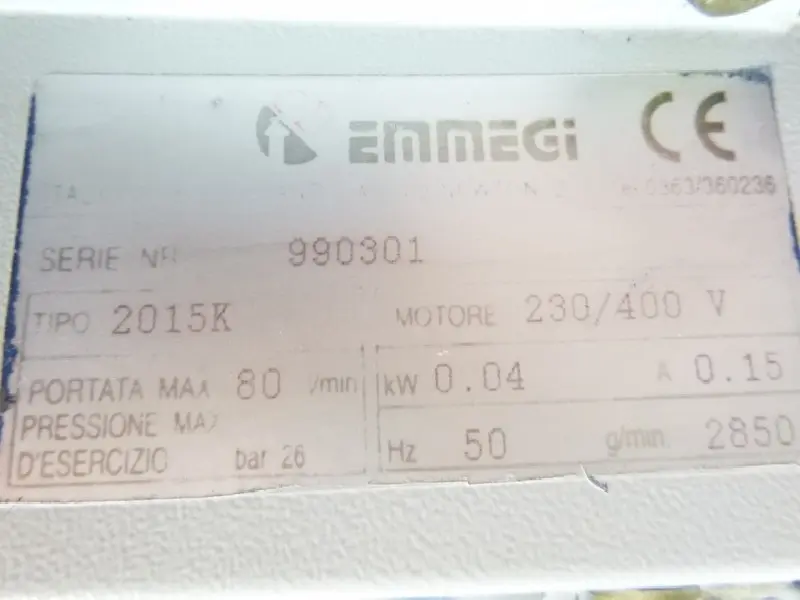 EMMEGi CE
0363/360236
SERIE NR 990301
TIPO 2015K MOTORE 230/400 V
PORTATA MAX 80 l/min kW 0.04 A 0.15
PRESSIONE MAX
D'ESERCIZIO bar 26 Hz 50 g/min. 2850